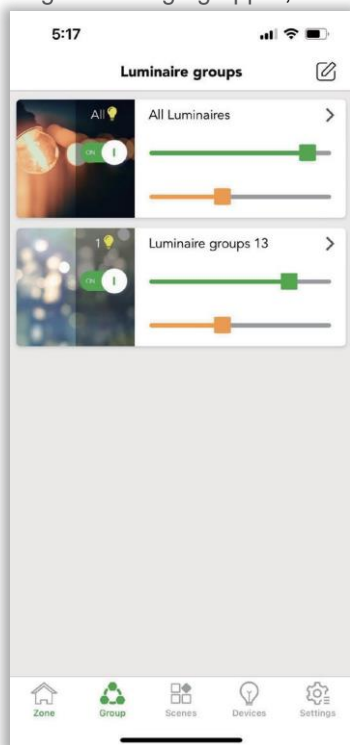 5:17
Luminaire groups
All
All Luminaires
ON
1
Luminaire groups 13
ON
Zone
Group
Scenes
Devices
Settings